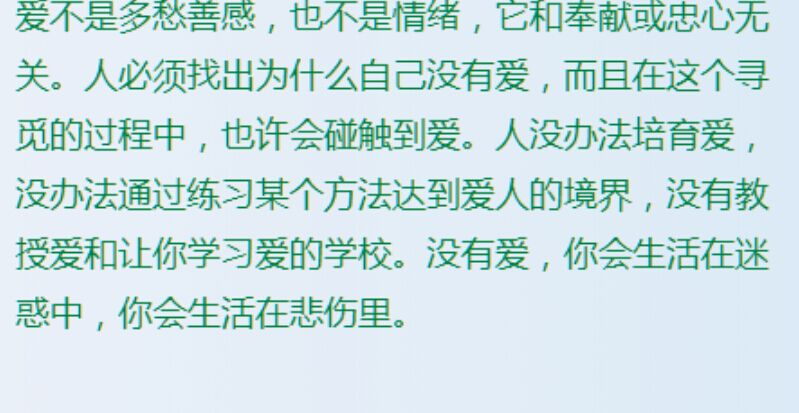 爱不是多愁善感，也不是情绪，它和奉献或忠心无
关。人必须找出为什么自己没有爱，而且在这个寻
觅的过程中，也许会碰触到爱。人没办法培育爱，
没办法通过练习某个方法达到爱人的境界，没有教
授爱和让你学习爱的学校。没有爱，你会生活在迷
惑中，你会生活在悲伤里。